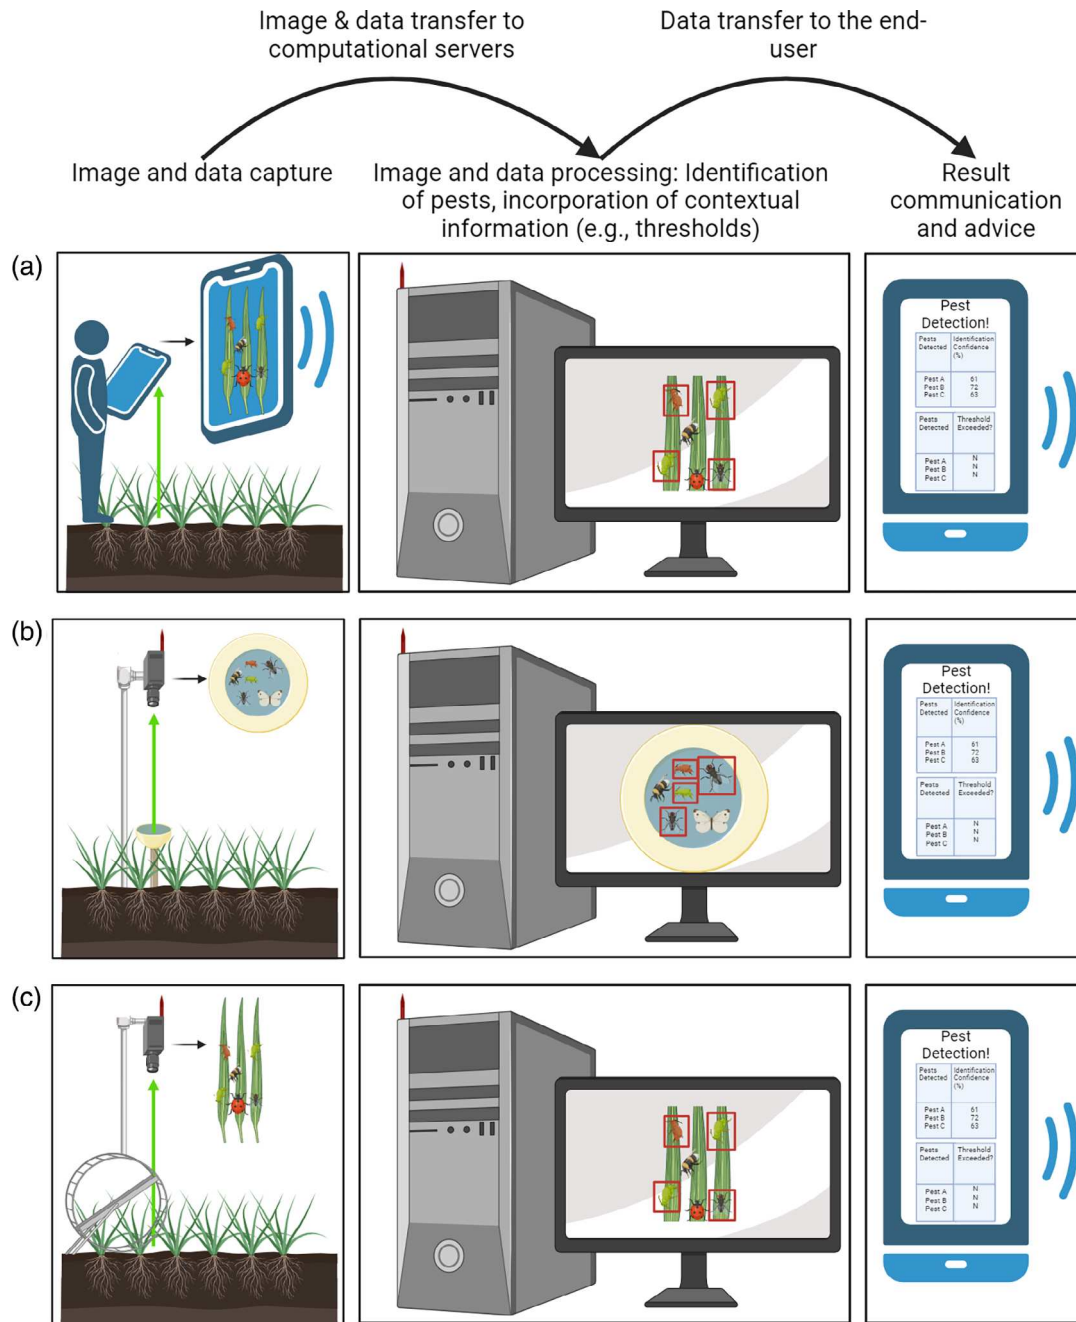 Image & data transfer to
computational servers
Data transfer to the end-
user
Image and data capture
Image and data processing: Identification
of pests, incorporation of contextual
information (e.g., thresholds)
Result
communication
and advice
(a)
Pest
Detection!
Pests Identification
Detected Confidence
(%)
Pest A 61
Pest B 72
Pest C 63
Pests Threshold
Detected Exceeded?
Pest A N
Pest B N
Pest C N
(b)
Pest
Detection!
Pests Identification
Detected Confidence
(%)
Pest A 61
Pest B 72
Pest C 63
Pests Threshold
Detected Exceeded?
Pest A N
Pest B N
Pest C N
(c)
Pest
Detection!
Pests Identification
Detected Confidence
(%)
Pest A 61
Pest B 72
Pest C 63
Pests Threshold
Detected Exceeded?
Pest A N
Pest B N
Pest C N